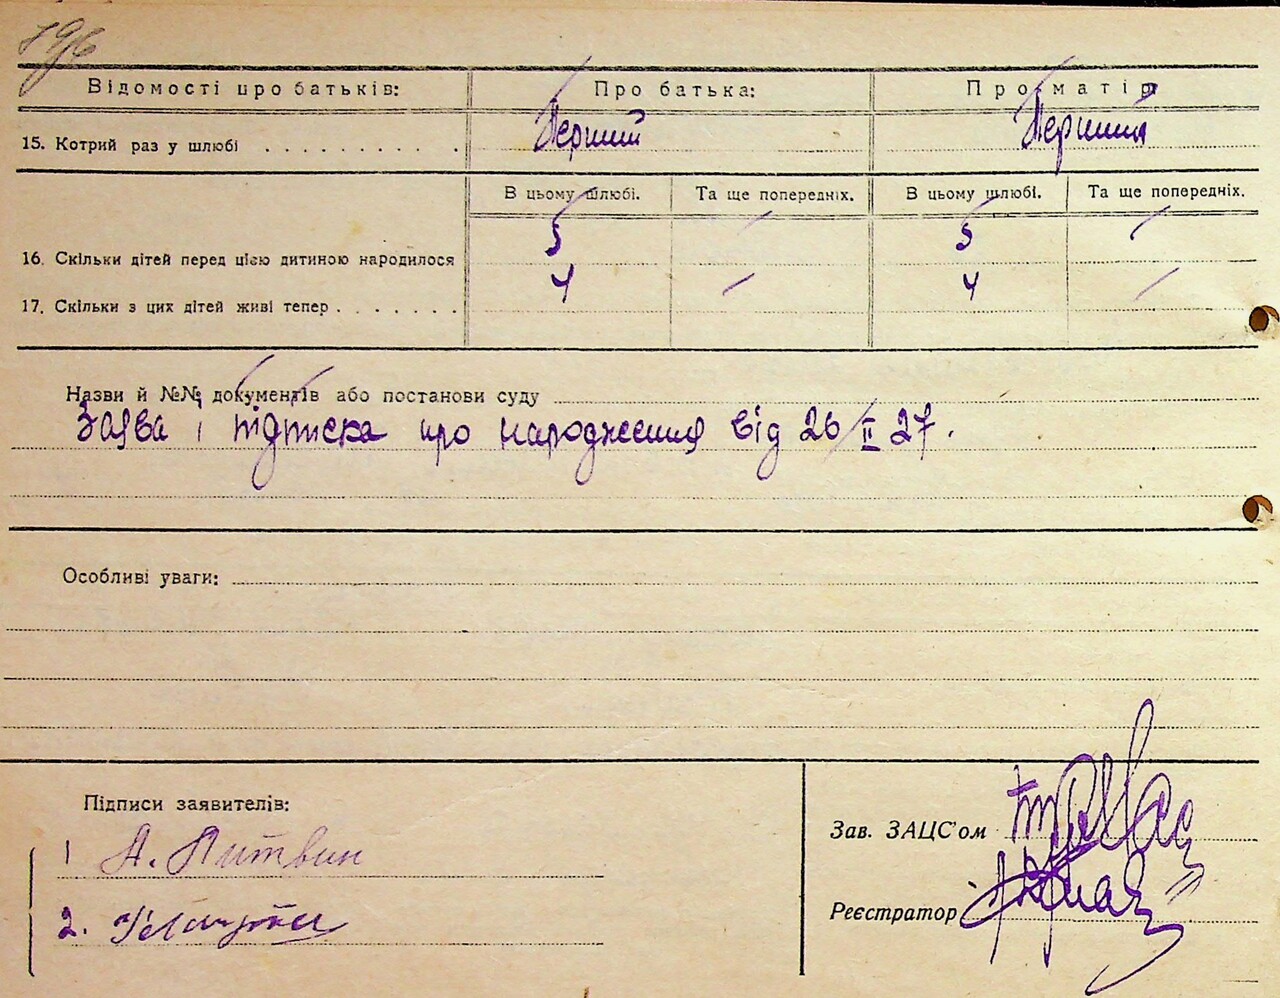 196
Відомості про батьків: Про батька: Про матір
15. Котрий раз у шлюбі Перший Перший
В цьому шлюбі. Та ще попередніх. В цьому шлюбі. Та ще попередніх.
16. Скільки дітей перед цією дитиною народилося 5 — 5 —
17. Скільки з цих дітей живі тепер 4 — 4 —
Назви й №№ документів або постанови суду
Заява і підписка про народження від 26/II 27.
Особливі уваги:
Підписи заявителів:
1 А. Литвин
2.
Зав. ЗАЦС'ом
Реєстратор